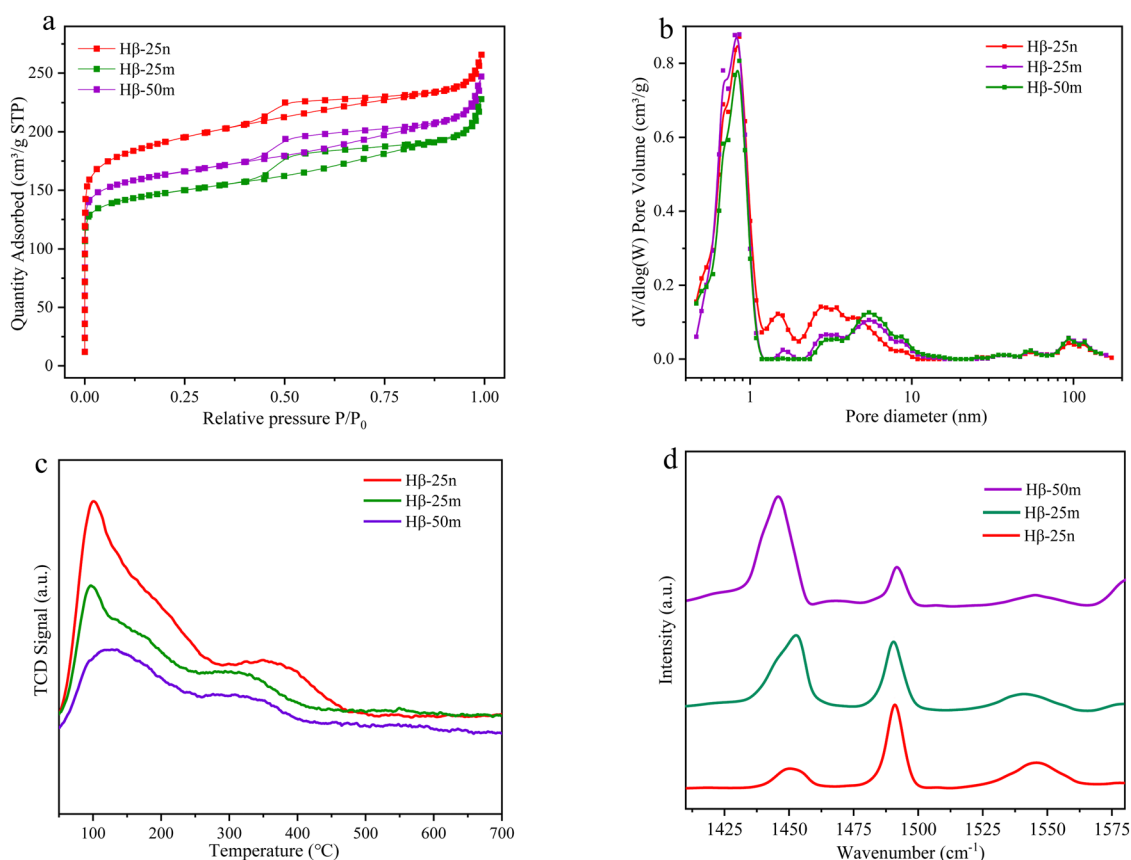 a
Hβ-25n
Hβ-25m
Hβ-50m
Quantity Adsorbed (cm³/g STP)
250
200
150
100
50
0
0.00 0.25 0.50 0.75 1.00
Relative pressure P/P₀
b
Hβ-25n
Hβ-25m
Hβ-50m
dV/dlog(W) Pore Volume (cm³/g)
0.8
0.6
0.4
0.2
0.0
1 10 100
Pore diameter (nm)
c
Hβ-25n
Hβ-25m
Hβ-50m
TCD Signal (a.u.)
100 200 300 400 500 600 700
Temperature (℃)
d
Hβ-50m
Hβ-25m
Hβ-25n
Intensity (a.u.)
1425 1450 1475 1500 1525 1550 1575
Wavenumber (cm⁻¹)